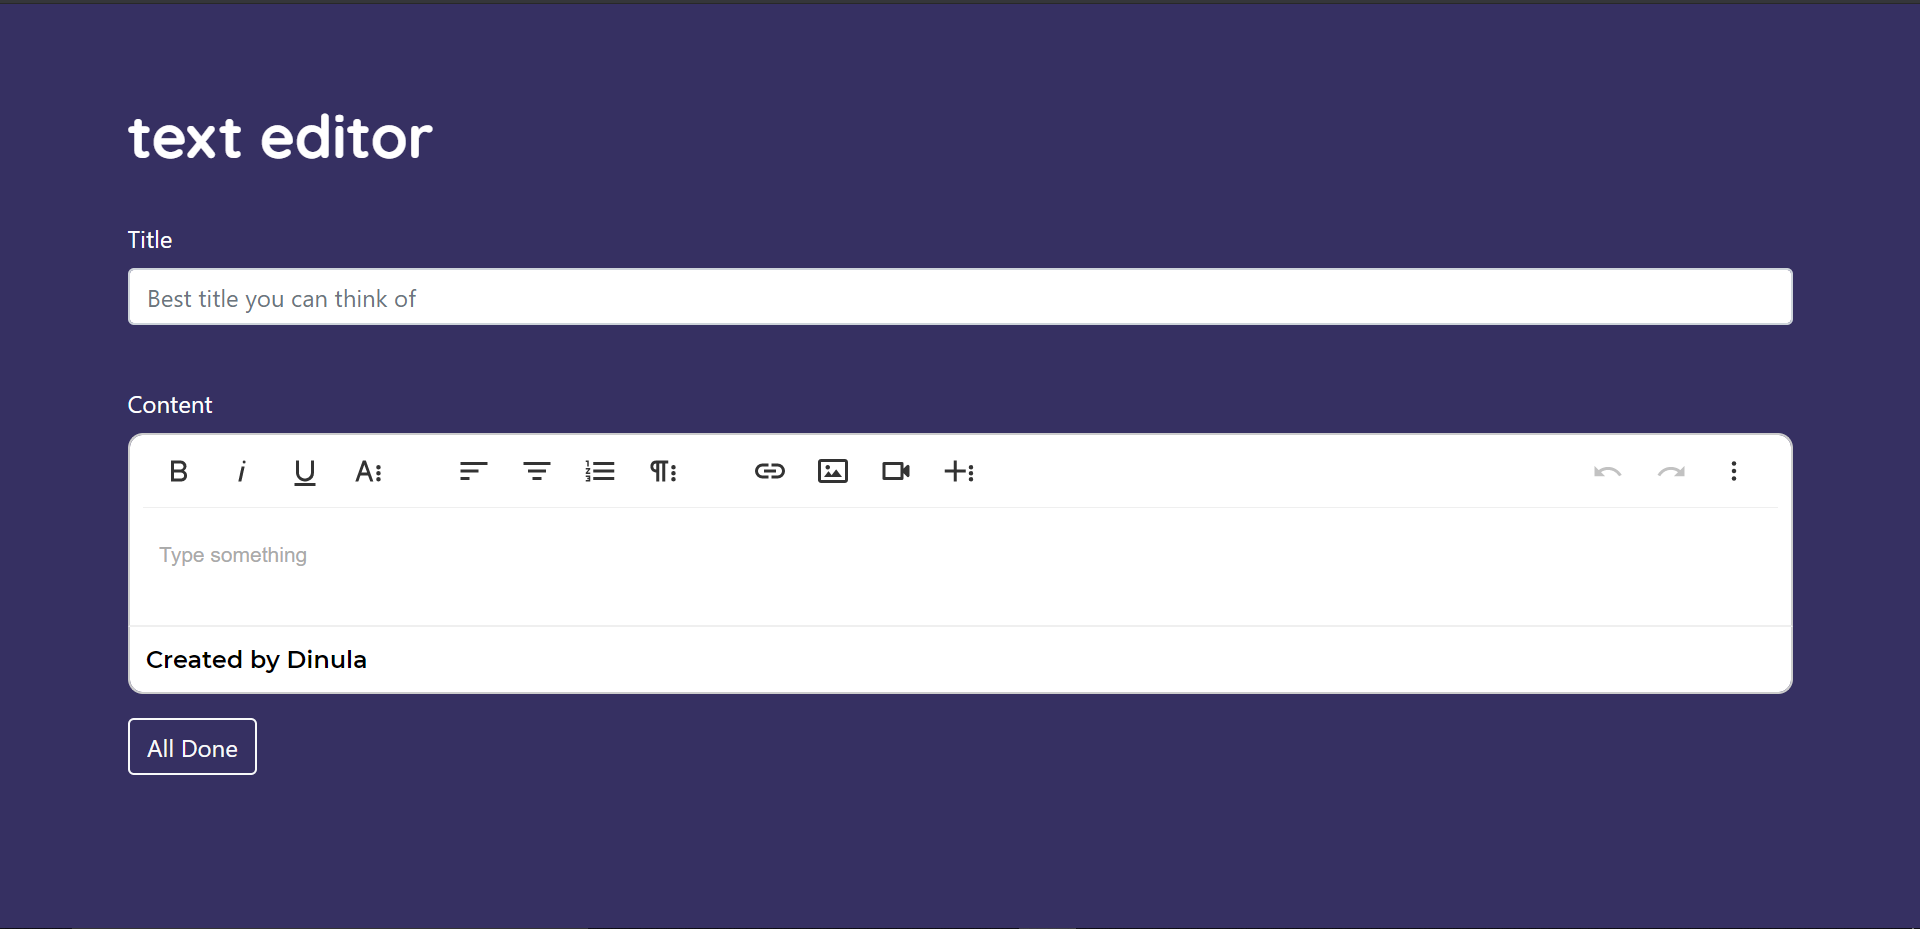 text editor
Title
Best title you can think of
Content
B i U A
Type something
Created by Dinula
All Done